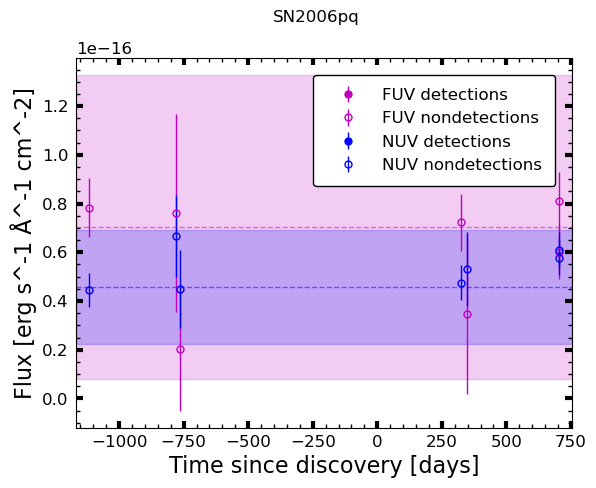 SN2006pq
1e−16
FUV detections
FUV nondetections
NUV detections
NUV nondetections
1.2
1.0
0.8
0.6
0.4
0.2
0.0
Flux [erg s^-1 Å^-1 cm^-2]
−1000 −750 −500 −250 0 250 500 750
Time since discovery [days]